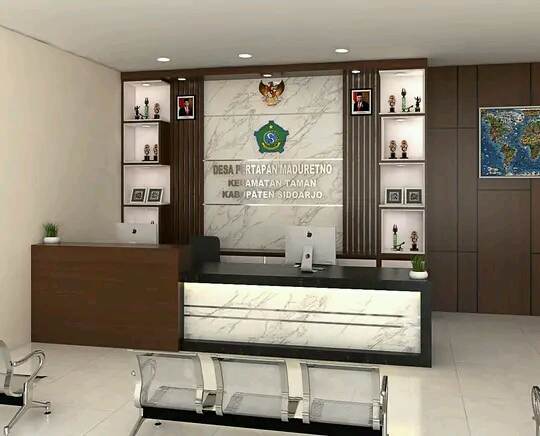 DESA PERTAPAN MADURETNO
KECAMATAN TAMAN
KABUPATEN SIDOARJO